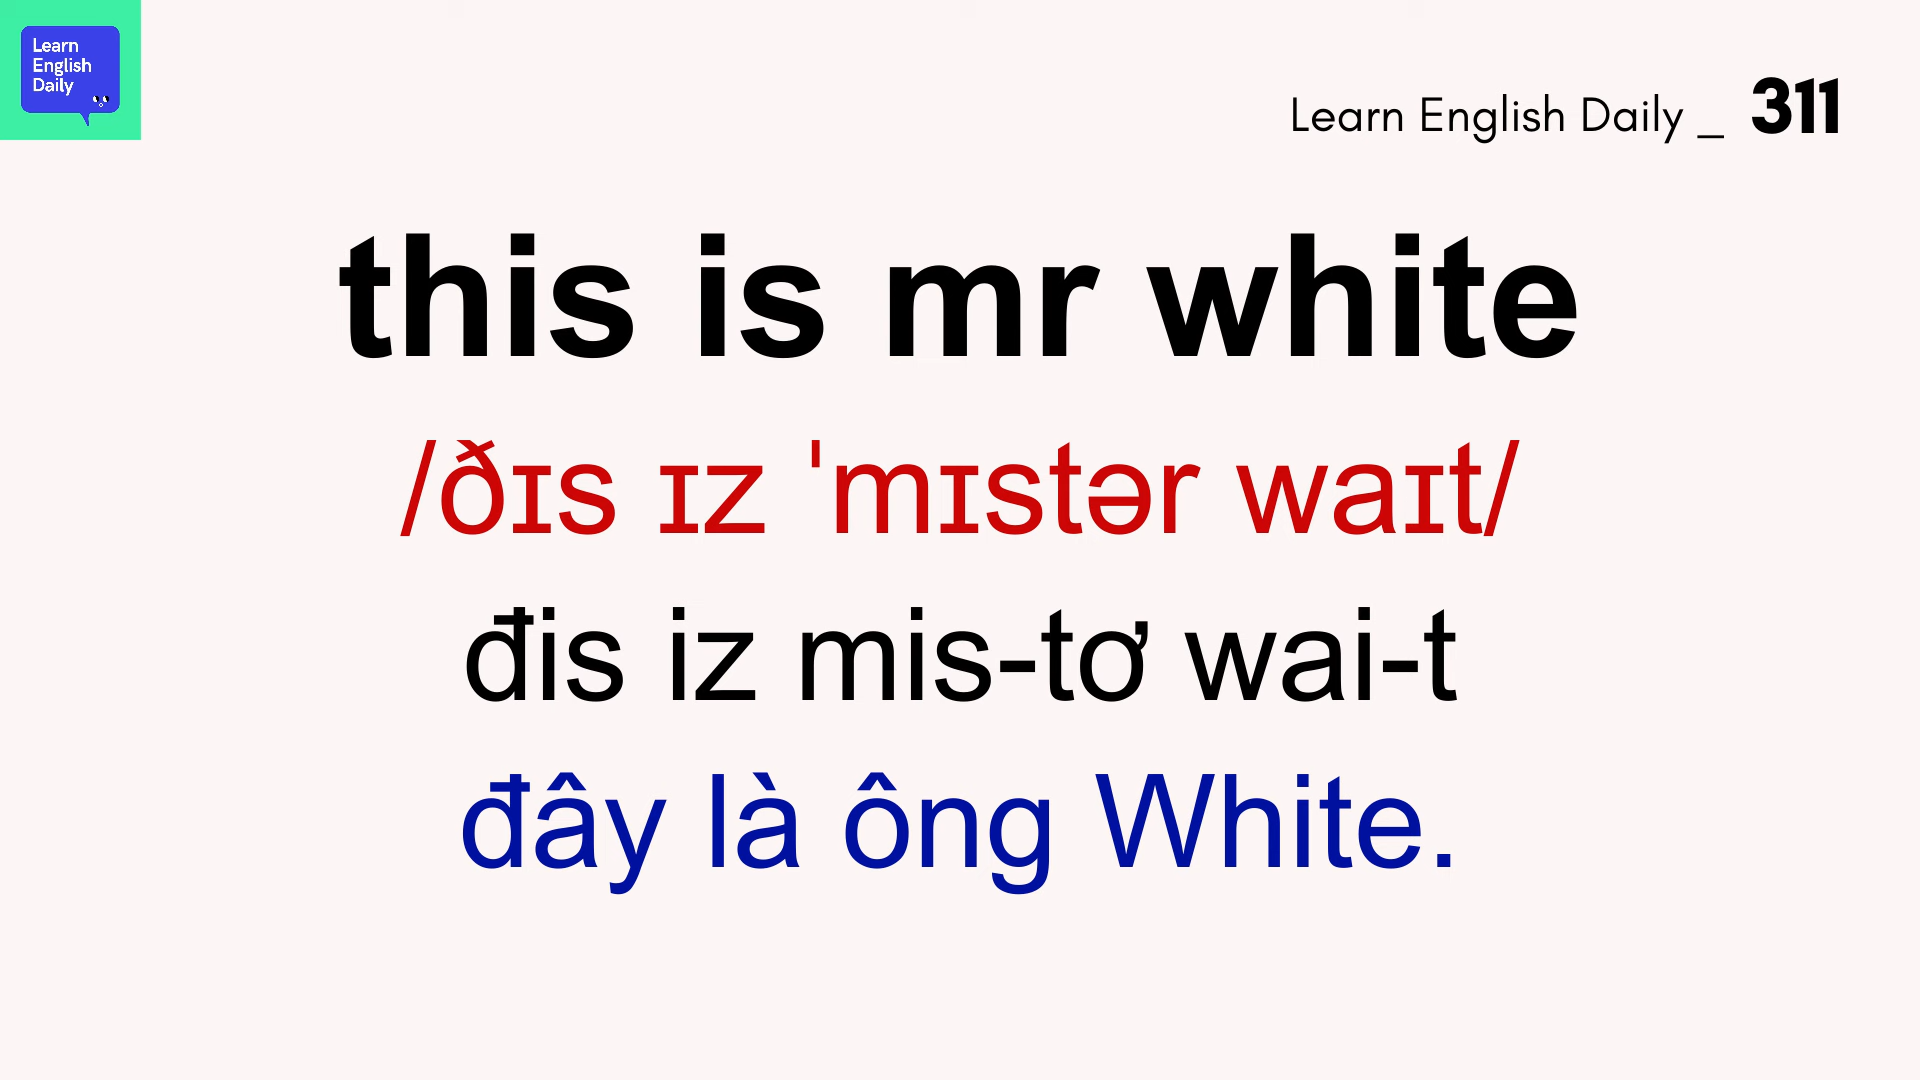 Learn
English
Daily
Learn English Daily _ 311
this is mr white
/ðɪs ɪz ˈmɪstər waɪt/
đis iz mis-tơ wai-t
đây là ông White.